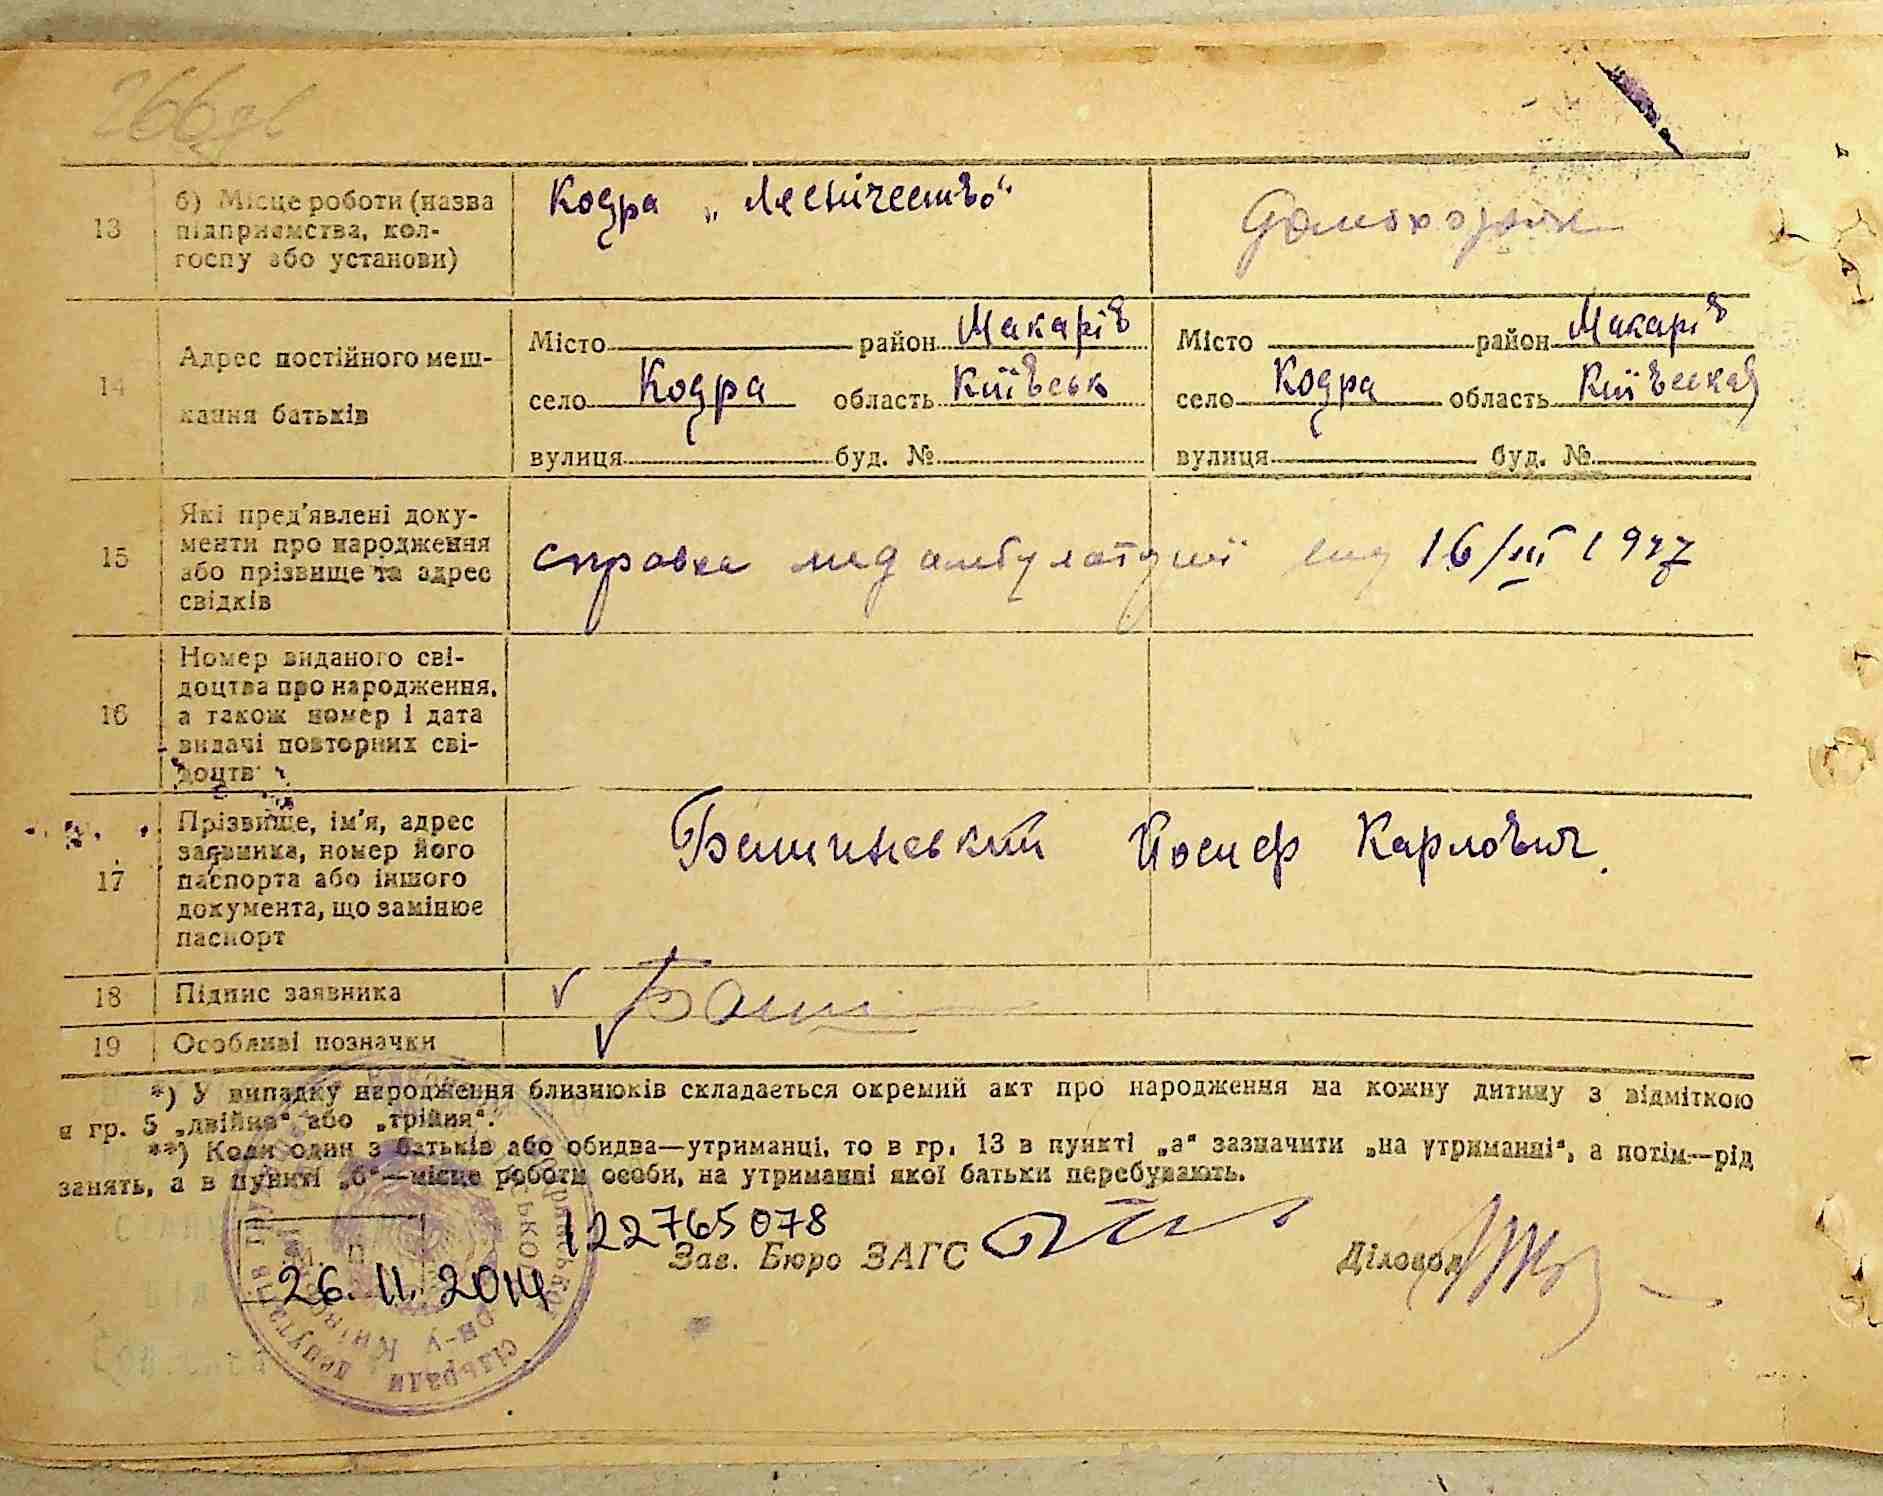 266зв
13
б) Місце роботи (назва
підприємства, кол-
госпу або установи)
Кодра „Леснічество“
Домохозяйк
14
Адрес постійного меш-
кання батьків
Місто район Макарів
село Кодра область Київськ
вулиця буд. №
Місто район Макарів
село Кодра область Київська
вулиця буд. №
15
Які пред'явлені доку-
менти про народження
або прізвище та адрес
свідків
справка мед амбулаторії від 16/III 1947
16
Номер виданого сві-
доцтва про народження,
а також номер і дата
видачі повторних сві-
доцтв
17
Прізвище, ім'я, адрес
заявника, номер його
паспорта або іншого
документа, що замінює
паспорт
Йосиф Карлович.
18
Підпис заявника
19
Особливі позначки
*) У випадку народження близнюків складається окремий акт про народження на кожну дитину з відміткою
в гр. 5 „двійня“ або „трійня“.
**) Коли один з батьків або обидва—утриманці, то в гр. 13 в пункті „а“ зазначити „на утриманні“, а потім—рід
занять, а в пункті „б“—місце роботи особи, на утриманні якої батьки перебувають.
М. П.
122765078
26.11.2014
Зав. Бюро ЗАГС
Діловод